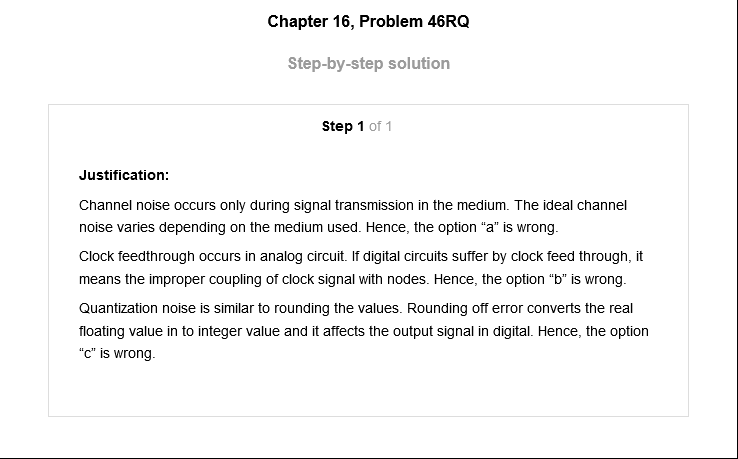 Chapter 16, Problem 46RQ
Step-by-step solution
Step 1 of 1
Justification:
Channel noise occurs only during signal transmission in the medium. The ideal channel
noise varies depending on the medium used. Hence, the option “a” is wrong.
Clock feedthrough occurs in analog circuit. If digital circuits suffer by clock feed through, it
means the improper coupling of clock signal with nodes. Hence, the option “b” is wrong.
Quantization noise is similar to rounding the values. Rounding off error converts the real
floating value in to integer value and it affects the output signal in digital. Hence, the option
“c” is wrong.